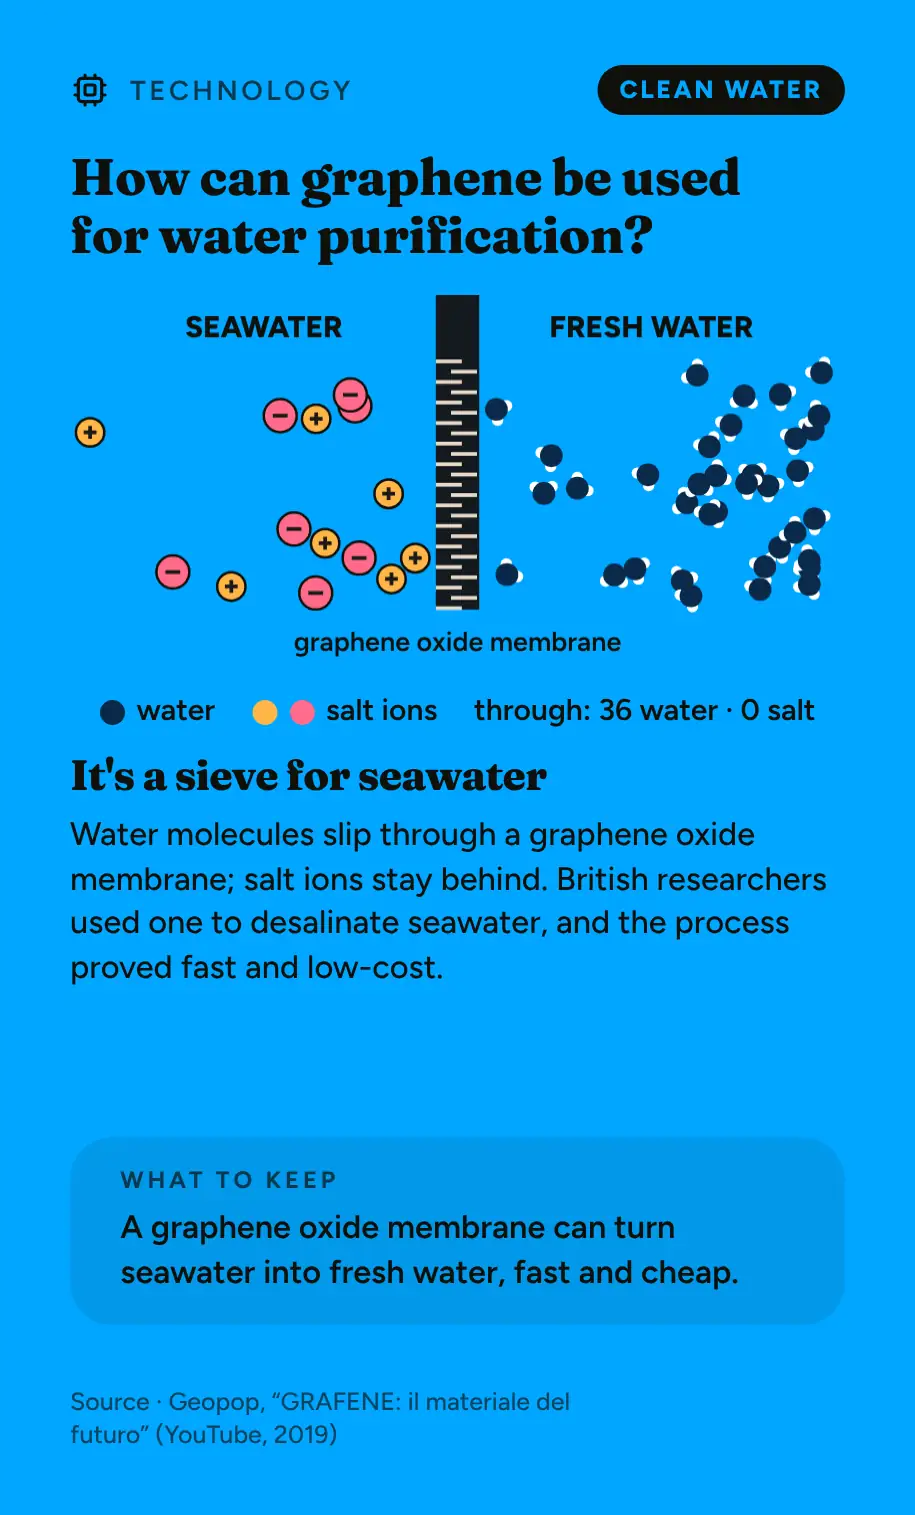 TECHNOLOGY
CLEAN WATER
How can graphene be used
for water purification?
SEAWATER
FRESH WATER
graphene oxide membrane
water
salt ions
through: 36 water · 0 salt
It's a sieve for seawater
Water molecules slip through a graphene oxide
membrane; salt ions stay behind. British researchers
used one to desalinate seawater, and the process
proved fast and low-cost.
WHAT TO KEEP
A graphene oxide membrane can turn
seawater into fresh water, fast and cheap.
Source · Geopop, “GRAFENE: il materiale del
futuro” (YouTube, 2019)